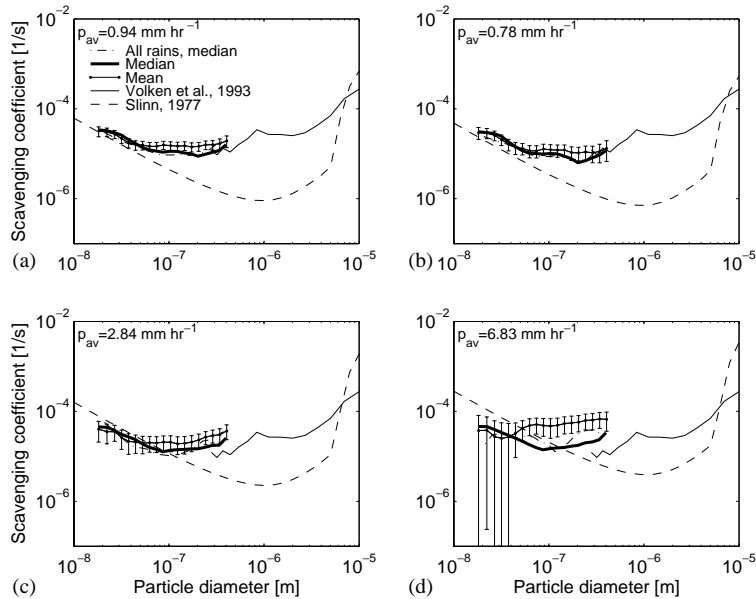 p_av=0.94 mm hr⁻¹
All rains, median
Median
Mean
Volken et al., 1993
Slinn, 1977
Scavenging coefficient [1/s]
10⁻²
10⁻⁴
10⁻⁶
(a)
10⁻⁸
10⁻⁷
10⁻⁶
10⁻⁵
p_av=0.78 mm hr⁻¹
10⁻²
10⁻⁴
10⁻⁶
(b)
10⁻⁸
10⁻⁷
10⁻⁶
10⁻⁵
p_av=2.84 mm hr⁻¹
Scavenging coefficient [1/s]
10⁻²
10⁻⁴
10⁻⁶
(c)
10⁻⁸
10⁻⁷
10⁻⁶
10⁻⁵
Particle diameter [m]
p_av=6.83 mm hr⁻¹
10⁻²
10⁻⁴
10⁻⁶
(d)
10⁻⁸
10⁻⁷
10⁻⁶
10⁻⁵
Particle diameter [m]